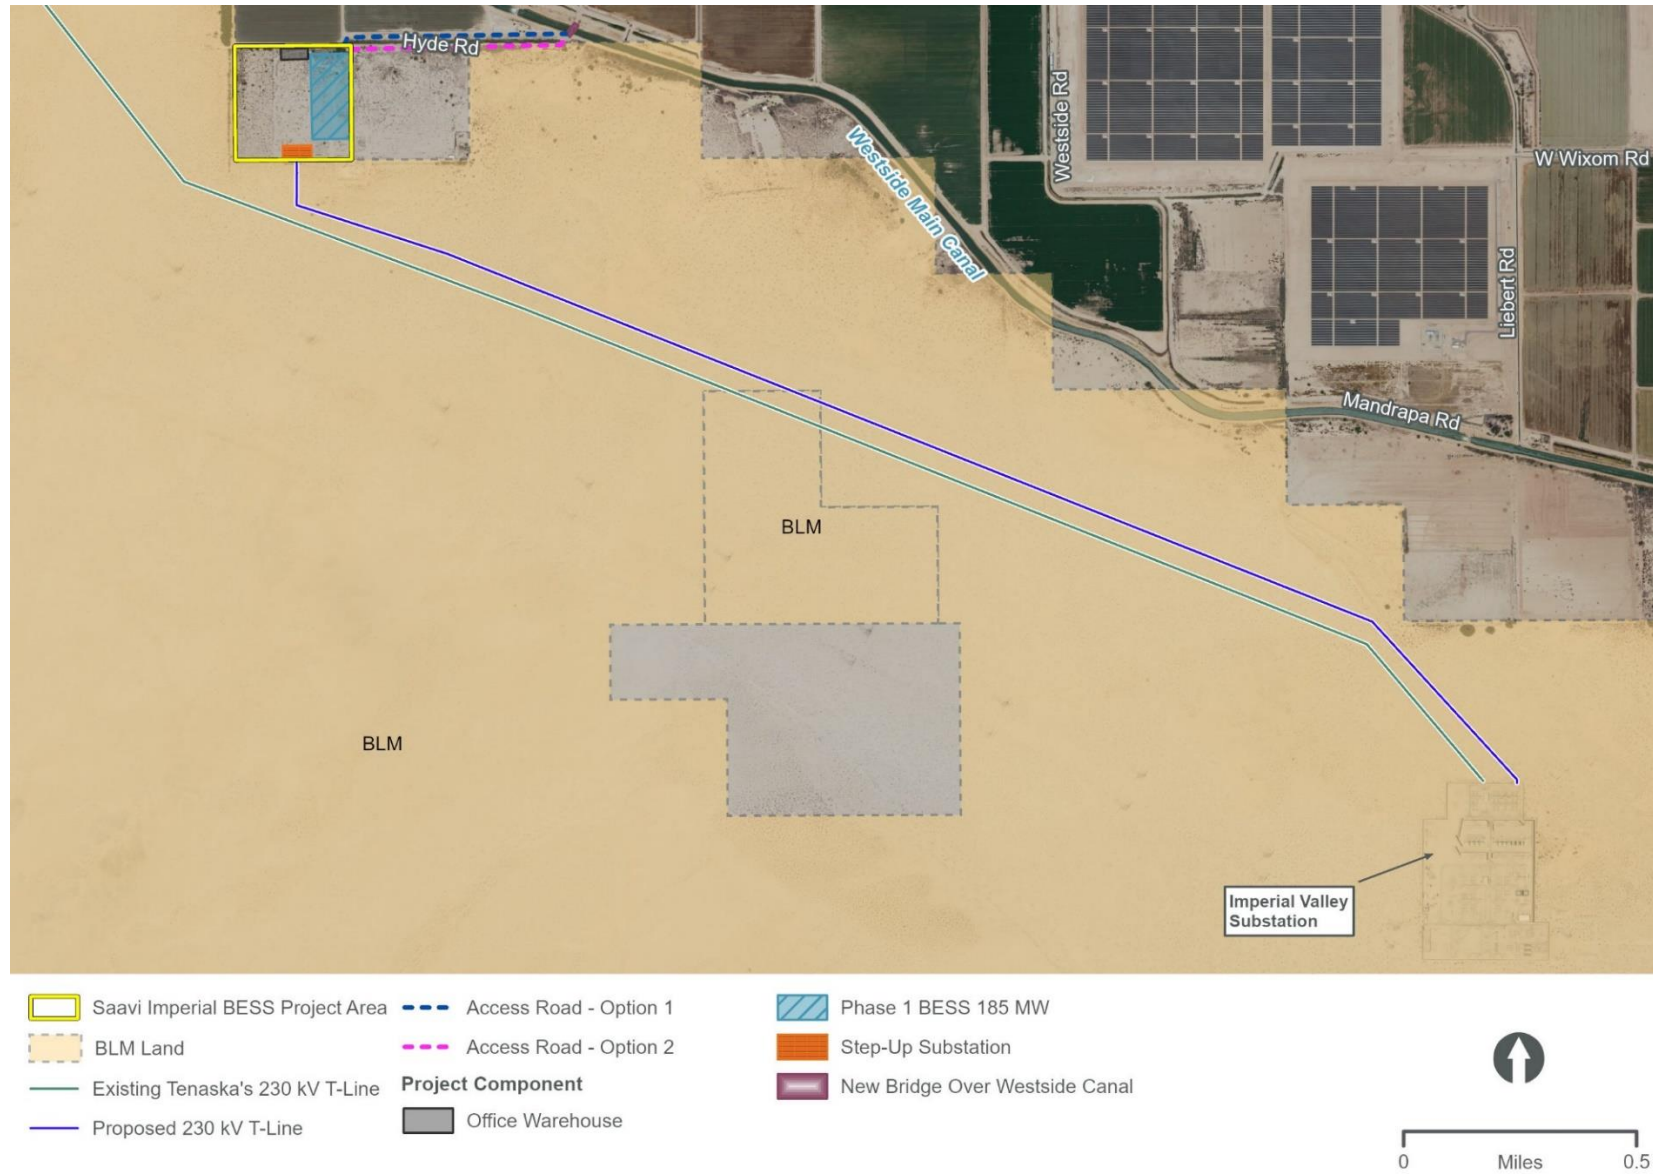 Hyde Rd
Westside Rd
W Wixom Rd
Westside Main Canal
Liebert Rd
Mandrapa Rd
BLM
BLM
Imperial Valley
Substation
Saavi Imperial BESS Project Area
BLM Land
Existing Tenaska's 230 kV T-Line
Proposed 230 kV T-Line
Access Road - Option 1
Access Road - Option 2
Project Component
Office Warehouse
Phase 1 BESS 185 MW
Step-Up Substation
New Bridge Over Westside Canal
0 Miles 0.5